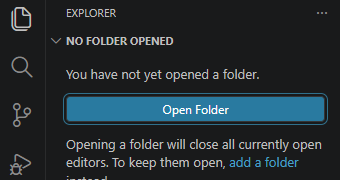 EXPLORER
NO FOLDER OPENED
You have not yet opened a folder.
Open Folder
Opening a folder will close all currently open
editors. To keep them open, add a folder
instead